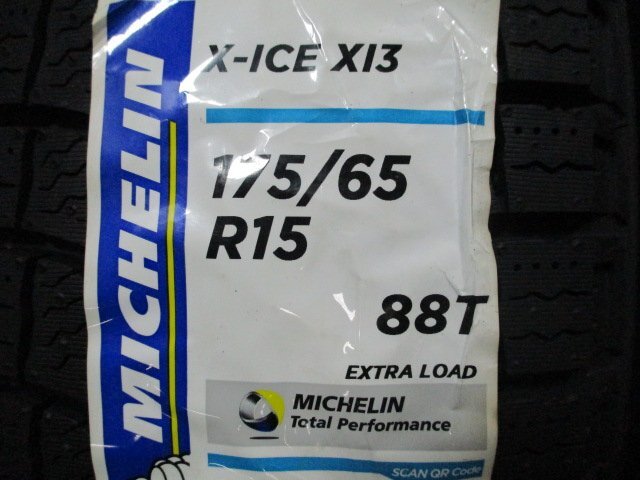 MICHELIN
X-ICE XI3
175/65
R15
88T
EXTRA LOAD
MICHELIN
Total Performance
SCAN QR Code